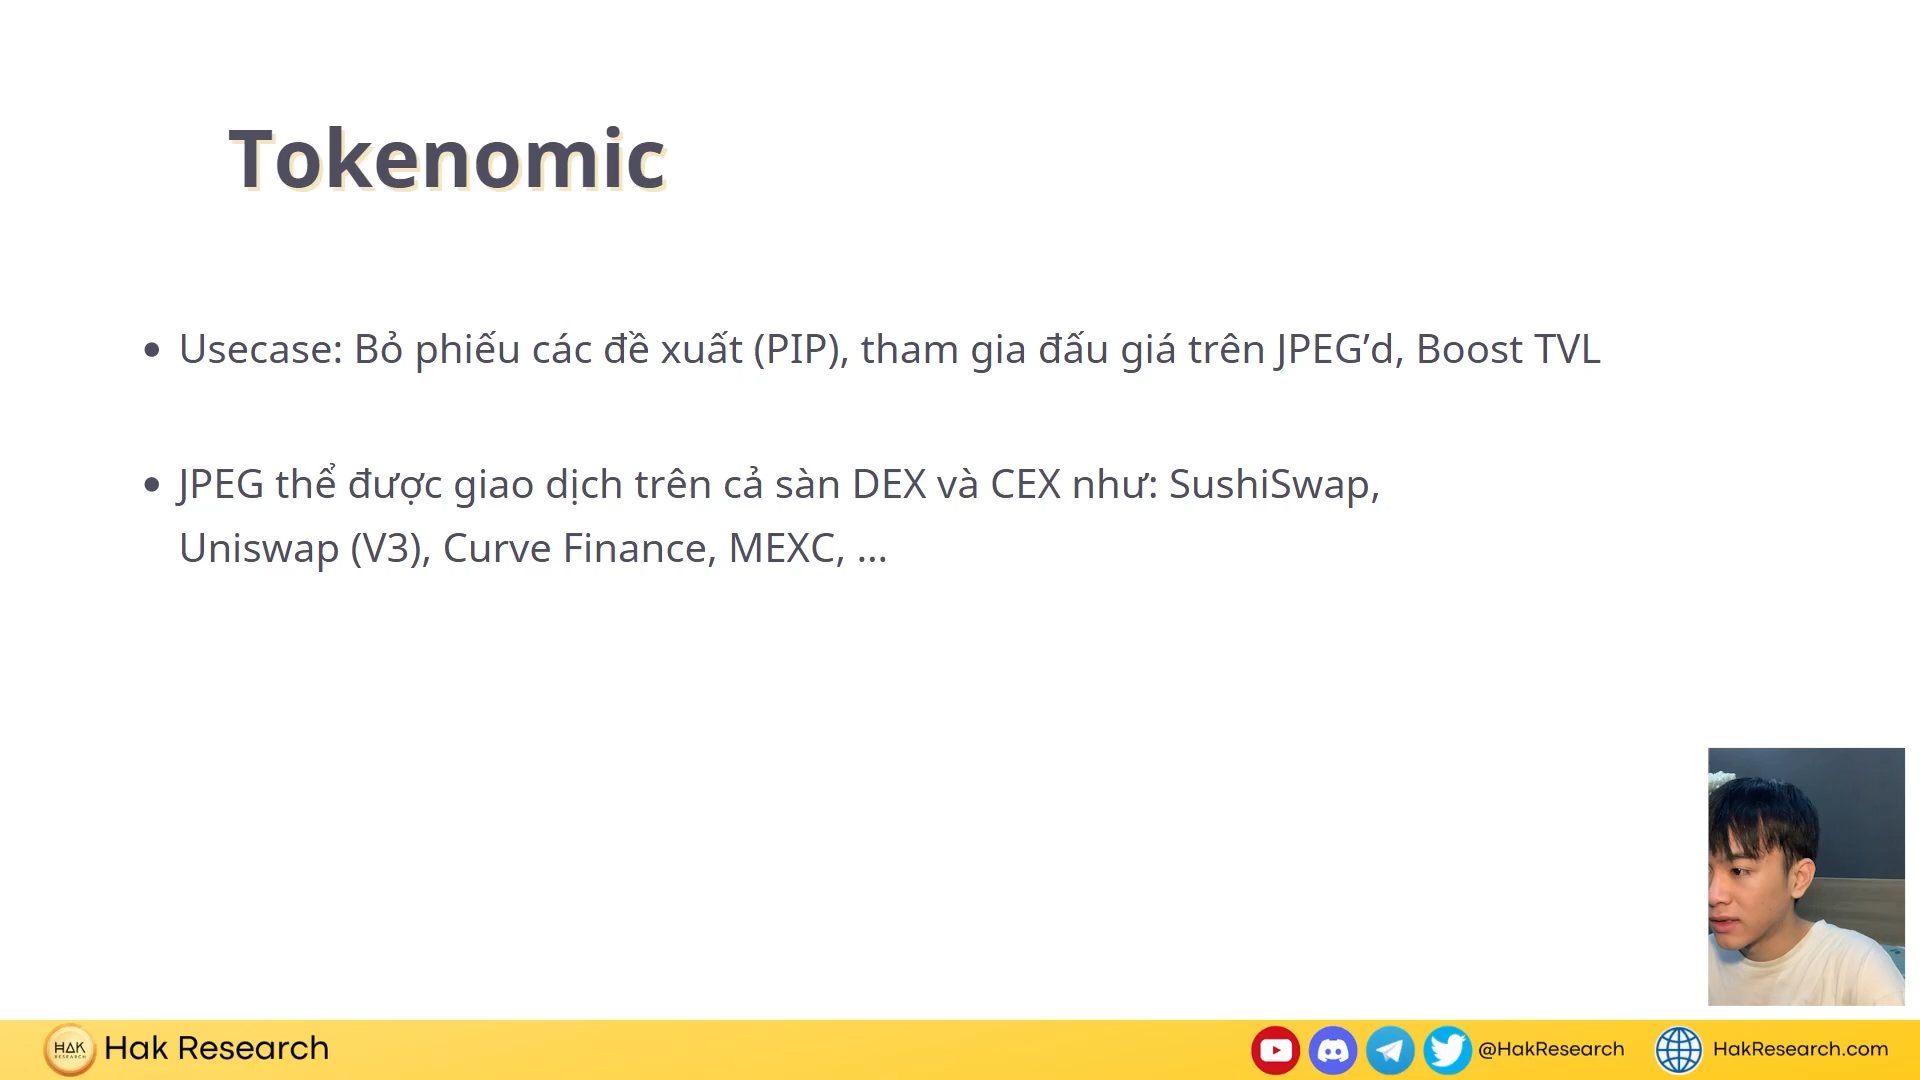 Tokenomic
• Usecase: Bỏ phiếu các đề xuất (PIP), tham gia đấu giá trên JPEG’d, Boost TVL
• JPEG thể được giao dịch trên cả sàn DEX và CEX như: SushiSwap,
Uniswap (V3), Curve Finance, MEXC, ...
HAK
RESEARCH
Hak Research
@HakResearch
HakResearch.com